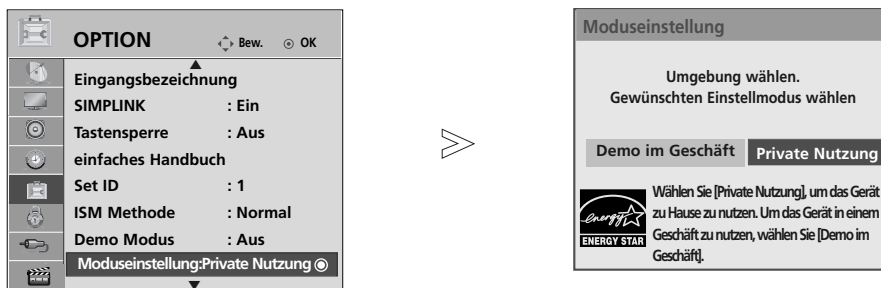 OPTION
Bew. OK
Eingangsbezeichnung
SIMPLINK : Ein
Tastensperre : Aus
einfaches Handbuch
Set ID : 1
ISM Methode : Normal
Demo Modus : Aus
Moduseinstellung:Private Nutzung
Moduseinstellung
Umgebung wählen.
Gewünschten Einstellmodus wählen
Demo im Geschäft Private Nutzung
energy
ENERGY STAR
Wählen Sie [Private Nutzung], um das Gerät
zu Hause zu nutzen. Um das Gerät in einem
Geschäft zu nutzen, wählen Sie [Demo im
Geschäft].